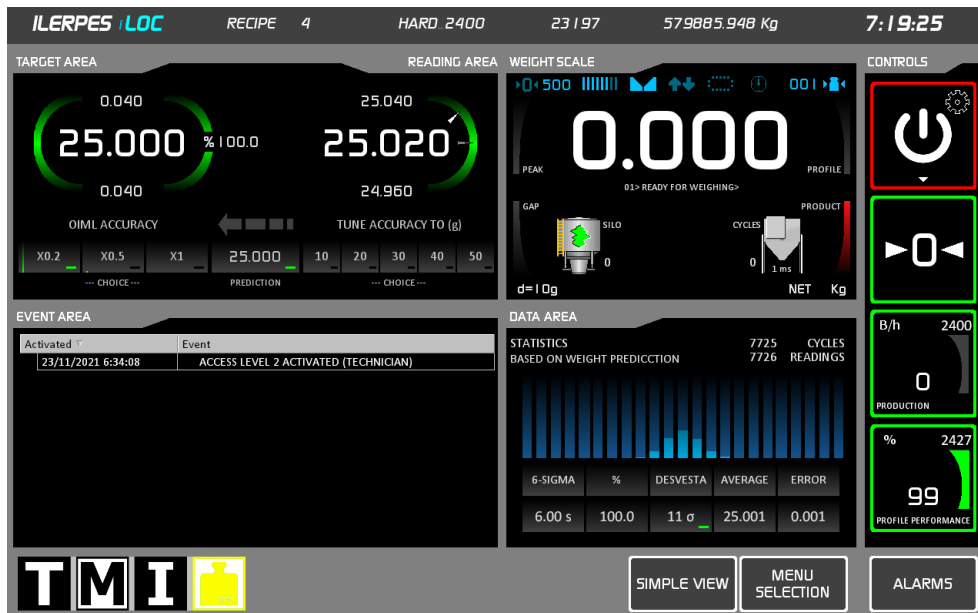 ILERPES iLOC RECIPE 4 HARD_2400 23197 579885.948 Kg 7:19:25
TARGET AREA READING AREA
0.040 25.040
25.000 %100.0 25.020
0.040 24.960
OIML ACCURACY TUNE ACCURACY TO (g)
X0.2 X0.5 X1 25.000 10 20 30 40 50
--- CHOICE --- PREDICTION --- CHOICE ---
WEIGHT SCALE
0 500 001
0.000
PEAK PROFILE
01> READY FOR WEIGHING>
GAP PRODUCT
SILO CYCLES
0 0 1 ms
d=10g NET Kg
CONTROLS
0
B/h 2400
0
PRODUCTION
% 2427
99
PROFILE PERFORMANCE
EVENT AREA
Activated Event
23/11/2021 6:34:08 ACCESS LEVEL 2 ACTIVATED (TECHNICIAN)
DATA AREA
STATISTICS 7725 CYCLES
BASED ON WEIGHT PREDICCTION 7726 READINGS
6-SIGMA % DESVESTA AVERAGE ERROR
6.00 s 100.0 11 σ 25.001 0.001
TMI
SIMPLE VIEW
MENU
SELECTION
ALARMS